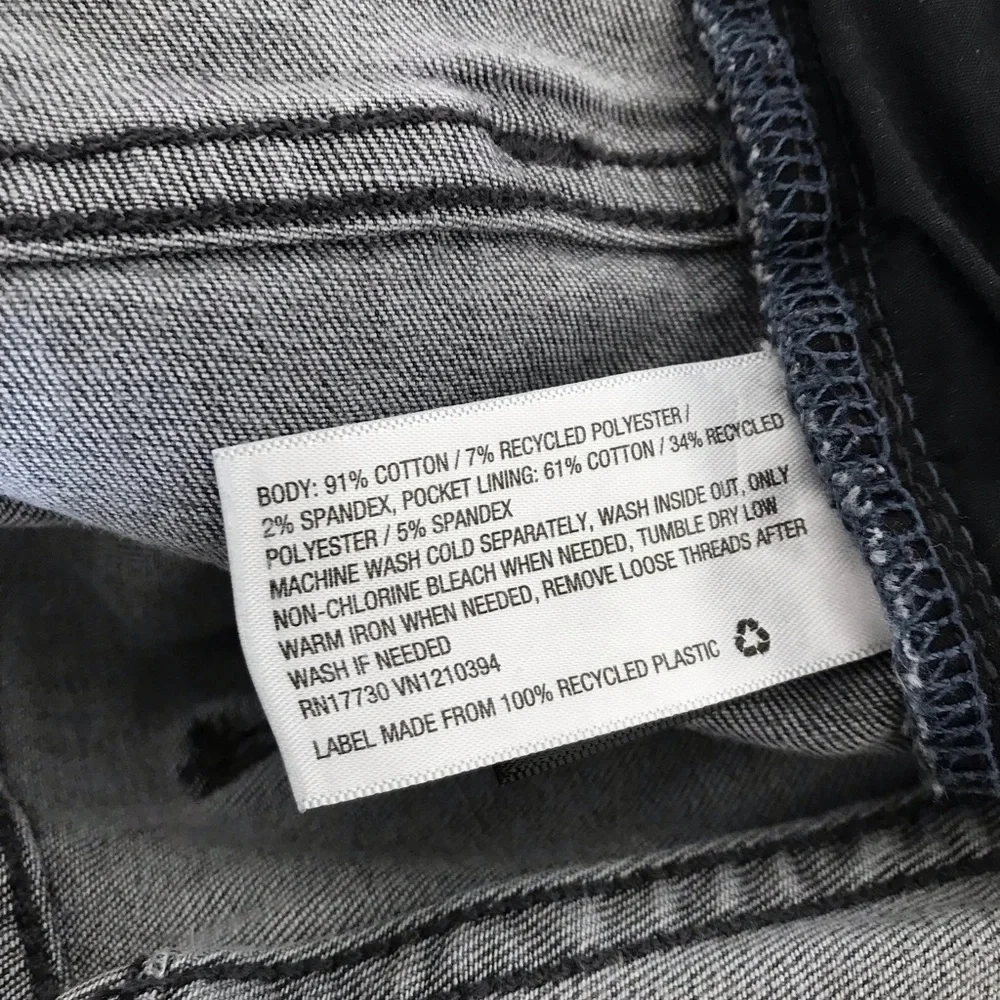 BODY: 91% COTTON / 7% RECYCLED POLYESTER /
2% SPANDEX, POCKET LINING: 61% COTTON / 34% RECYCLED
POLYESTER / 5% SPANDEX
MACHINE WASH COLD SEPARATELY, WASH INSIDE OUT, ONLY
NON-CHLORINE BLEACH WHEN NEEDED, TUMBLE DRY LOW
WARM IRON WHEN NEEDED, REMOVE LOOSE THREADS AFTER
WASH IF NEEDED
RN17730 VN1210394
LABEL MADE FROM 100% RECYCLED PLASTIC